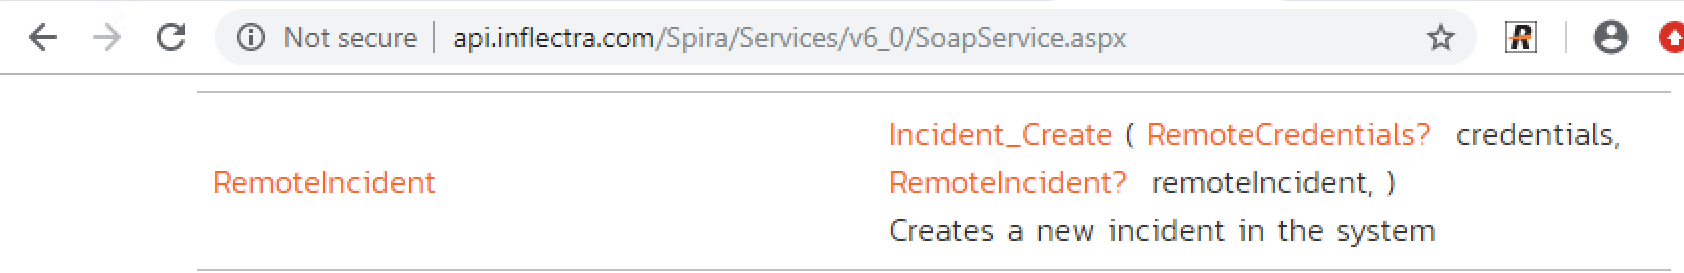 Not secure api.inflectra.com/Spira/Services/v6_0/SoapService.aspx
RemoteIncident
Incident_Create ( RemoteCredentials? credentials,
RemoteIncident? remoteIncident, )
Creates a new incident in the system